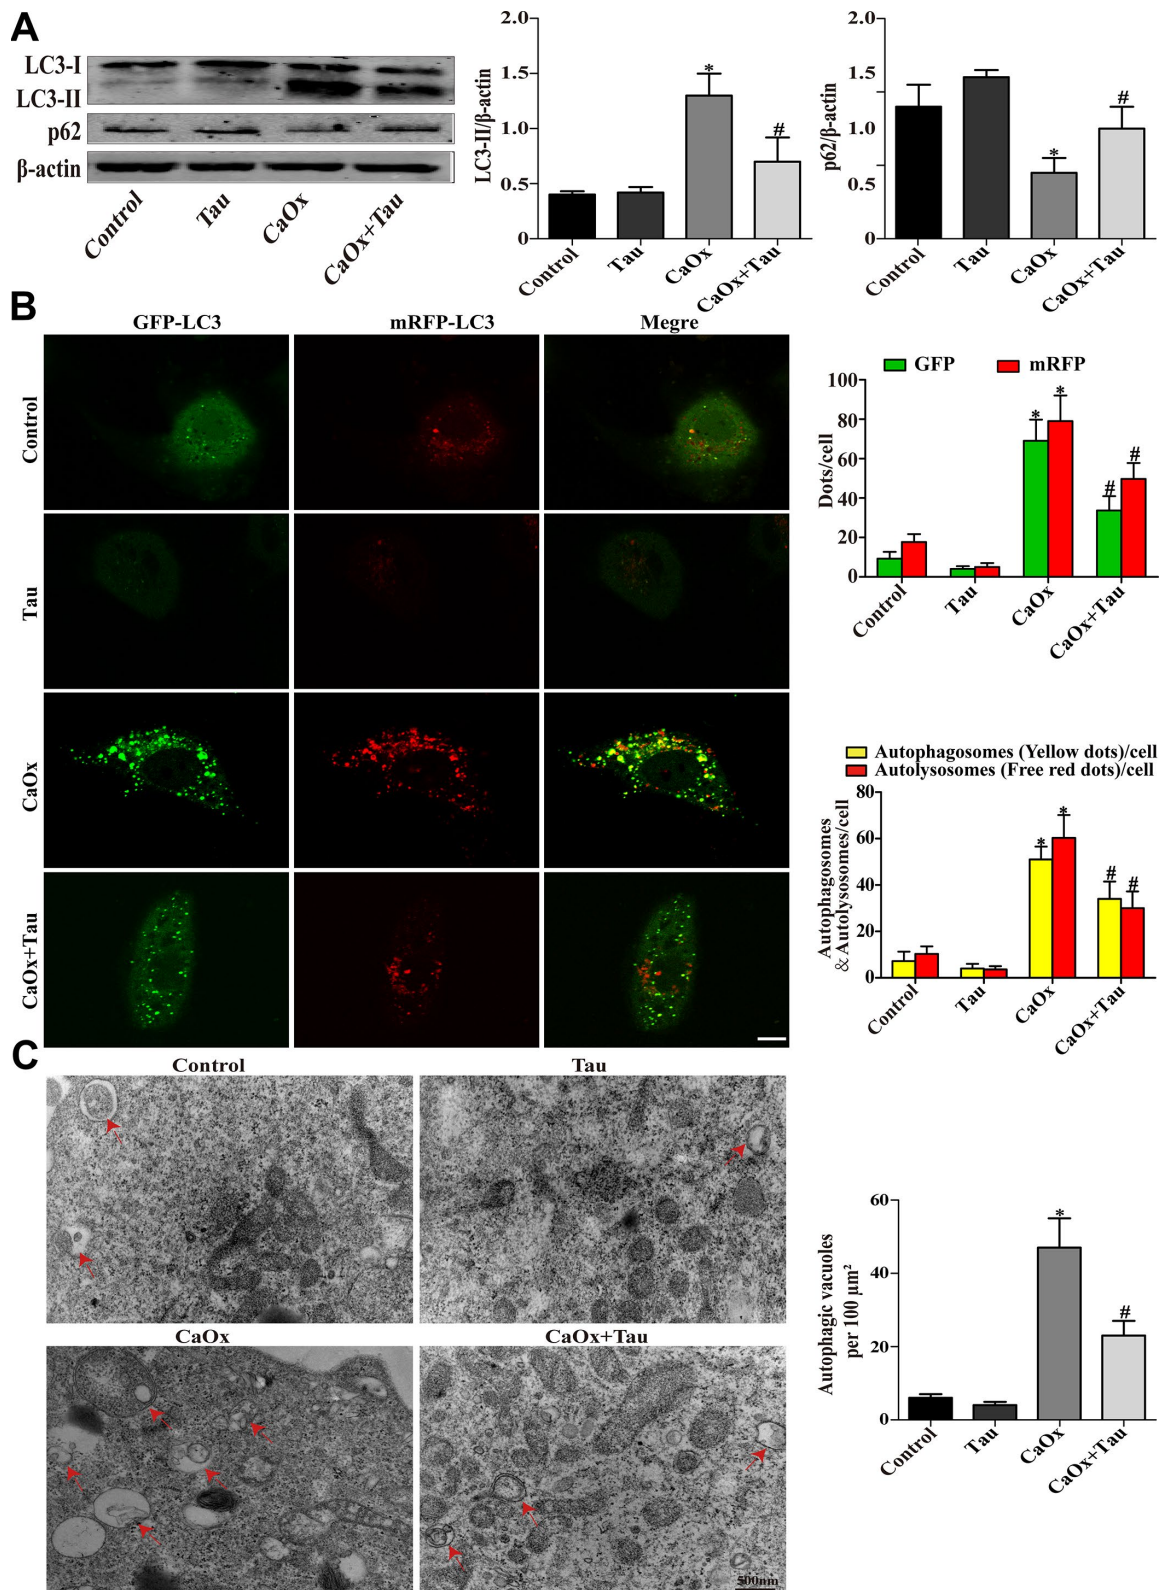 A
LC3-I
LC3-II
p62
β-actin
Control
Tau
CaOx
CaOx+Tau
LC3-II/β-actin
2.0
1.5
1.0
0.5
0
*
#
Control
Tau
CaOx
CaOx+Tau
p62/β-actin
2.0
1.5
1.0
0.5
0
*
#
Control
Tau
CaOx
CaOx+Tau
B
GFP-LC3
mRFP-LC3
Megre
Control
Tau
CaOx
CaOx+Tau
GFP
mRFP
Dots/cell
100
80
60
40
20
0
*
*
#
#
Control
Tau
CaOx
CaOx+Tau
Autophagosomes (Yellow dots)/cell
Autolysosomes (Free red dots)/cell
Autophagosomes
& Autolysosomes/cell
80
60
40
20
0
*
*
#
#
Control
Tau
CaOx
CaOx+Tau
C
Control
Tau
CaOx
CaOx+Tau
500nm
Autophagic vacuoles
per 100 µm²
60
40
20
0
*
#
Control
Tau
CaOx
CaOx+Tau